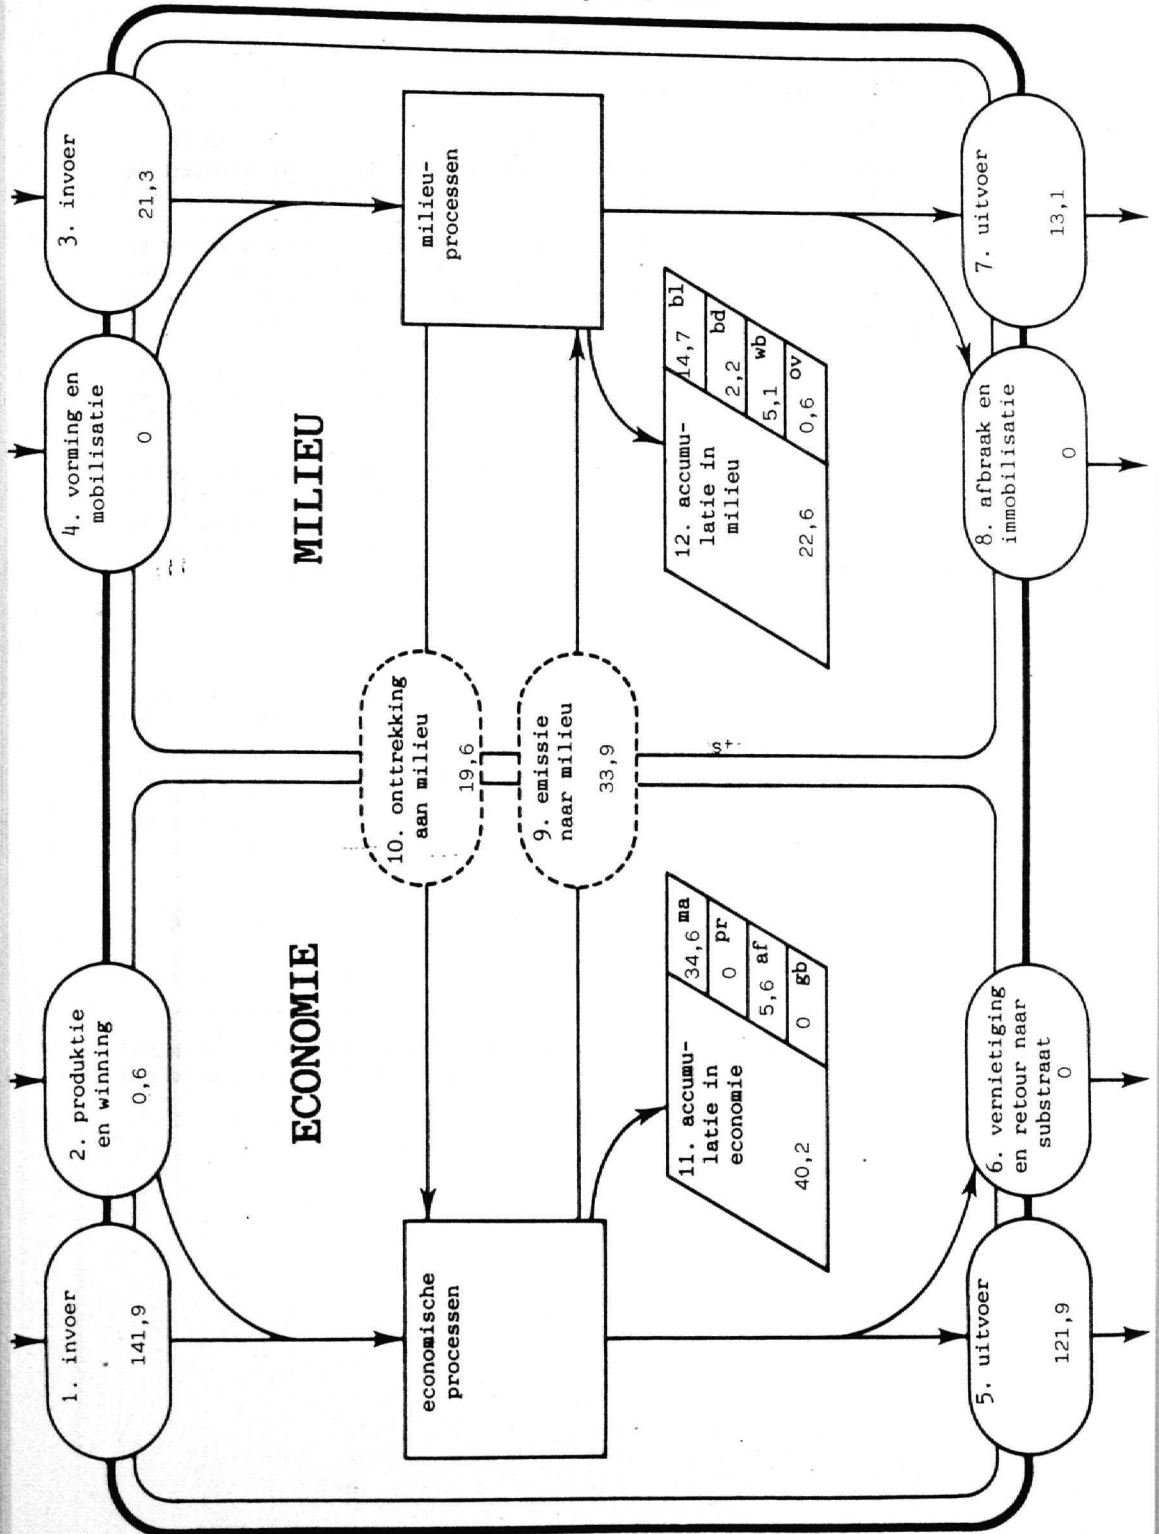 1. invoer
141,9
2. produktie
en winning
0,6
4. vorming en
mobilisatie
0
3. invoer
21,3
ECONOMIE
MILIEU
economische
processen
10. onttrekking
aan milieu
19,6
milieu-
processen
9. emissie
naar milieu
33,9
11. accumu-
latie in
economie
40,2
34,6 ma
0 pr
5,6 af
0 gb
12. accumu-
latie in
milieu
22,6
14,7 bl
2,2 bd
5,1 wb
0,6 ov
5. uitvoer
121,9
6. vernietiging
en retour naar
substraat
0
8. afbraak en
immobilisatie
0
7. uitvoer
13,1